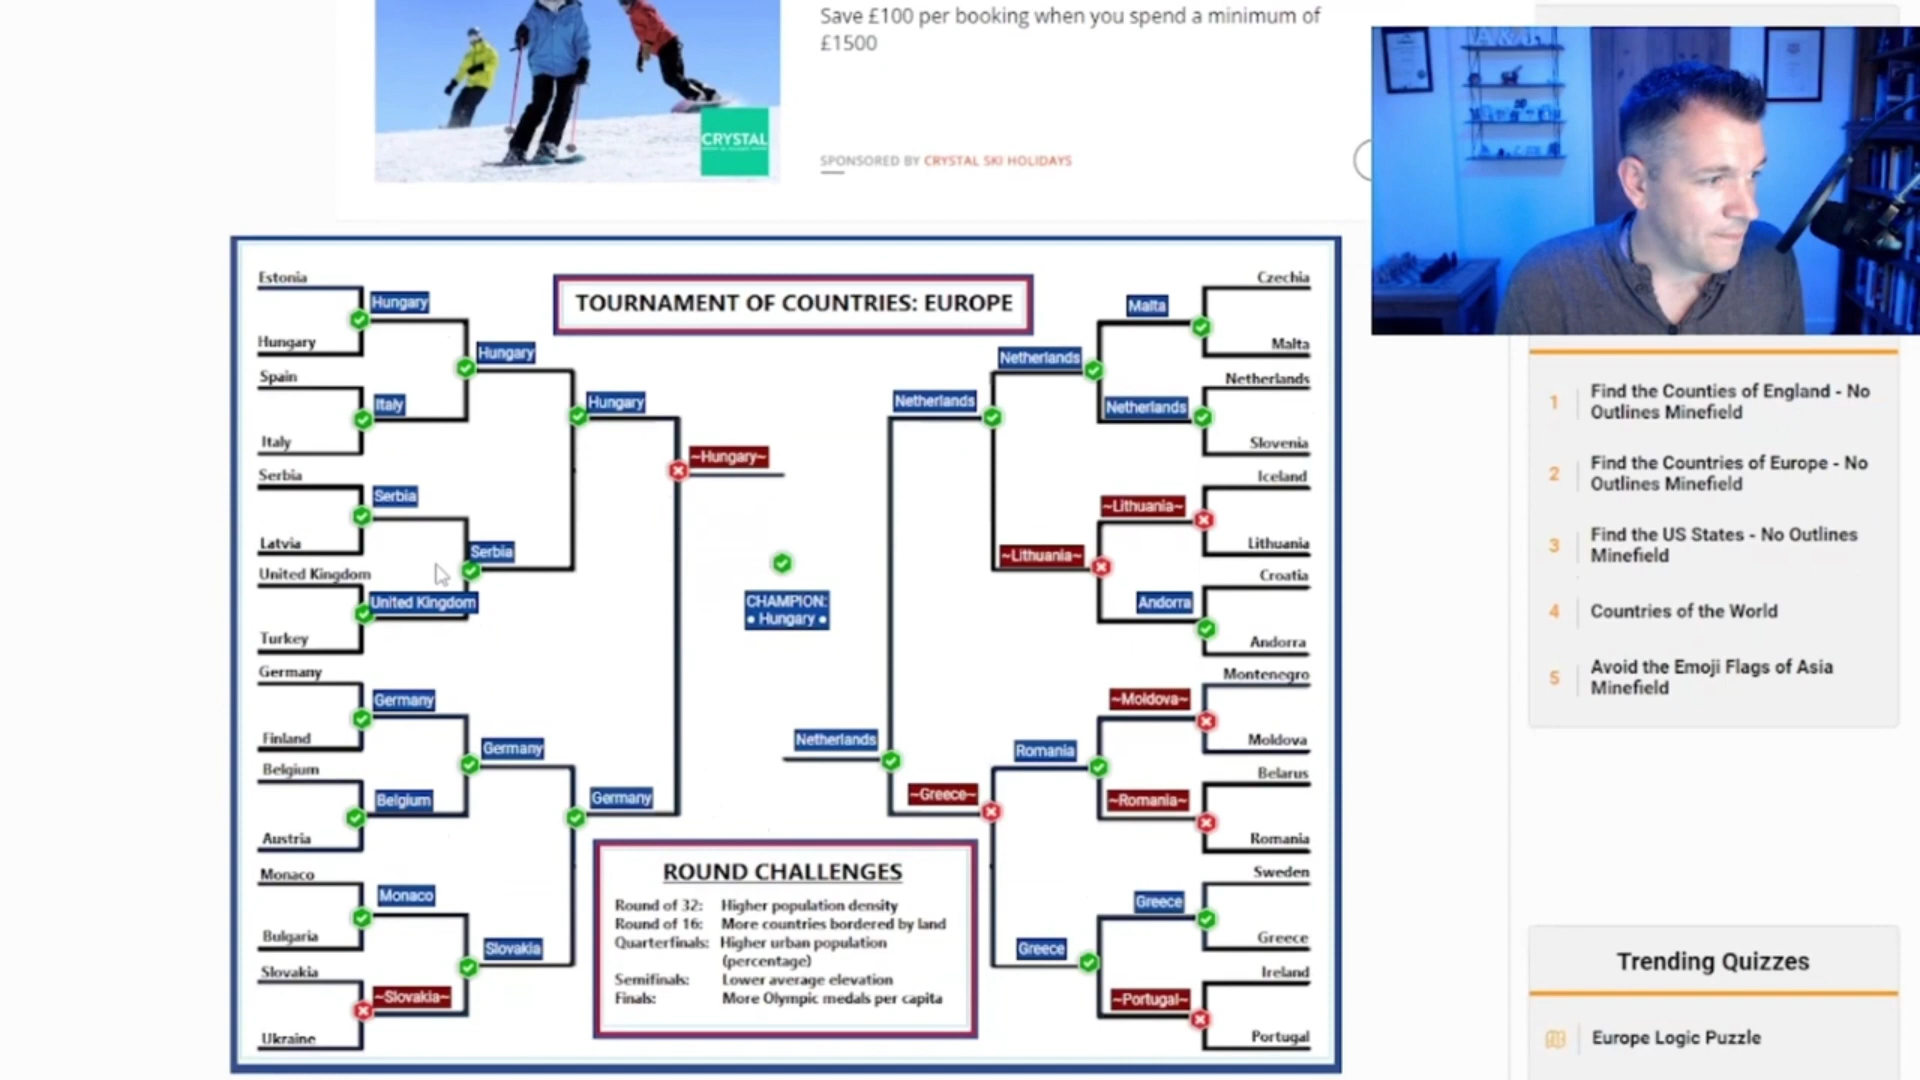 Save £100 per booking when you spend a minimum of
£1500
CRYSTAL
SPONSORED BY CRYSTAL SKI HOLIDAYS
TOURNAMENT OF COUNTRIES: EUROPE
Estonia
Hungary
Hungary
Spain
Italy
Italy
Serbia
Serbia
Latvia
United Kingdom
United Kingdom
Turkey
Germany
Germany
Finland
Belgium
Belgium
Austria
Monaco
Monaco
Bulgaria
Slovakia
~Slovakia~
Ukraine
Hungary
Serbia
Germany
Slovakia
Hungary
Germany
~Hungary~
CHAMPION:
• Hungary •
Netherlands
Netherlands
~Greece~
Netherlands
~Lithuania~
Romania
Greece
Czechia
Malta
Malta
Netherlands
Netherlands
Slovenia
Iceland
~Lithuania~
Lithuania
Croatia
Andorra
Andorra
Montenegro
~Moldova~
Moldova
Belarus
~Romania~
Romania
Sweden
Greece
Greece
Ireland
~Portugal~
Portugal
ROUND CHALLENGES
Round of 32: Higher population density
Round of 16: More countries bordered by land
Quarterfinals: Higher urban population
(percentage)
Semifinals: Lower average elevation
Finals: More Olympic medals per capita
1 Find the Counties of England - No
Outlines Minefield
2 Find the Countries of Europe - No
Outlines Minefield
3 Find the US States - No Outlines
Minefield
4 Countries of the World
5 Avoid the Emoji Flags of Asia
Minefield
Trending Quizzes
Europe Logic Puzzle